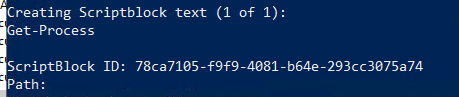 Creating Scriptblock text (1 of 1):
Get-Process
ScriptBlock ID: 78ca7105-f9f9-4081-b64e-293cc3075a74
Path: